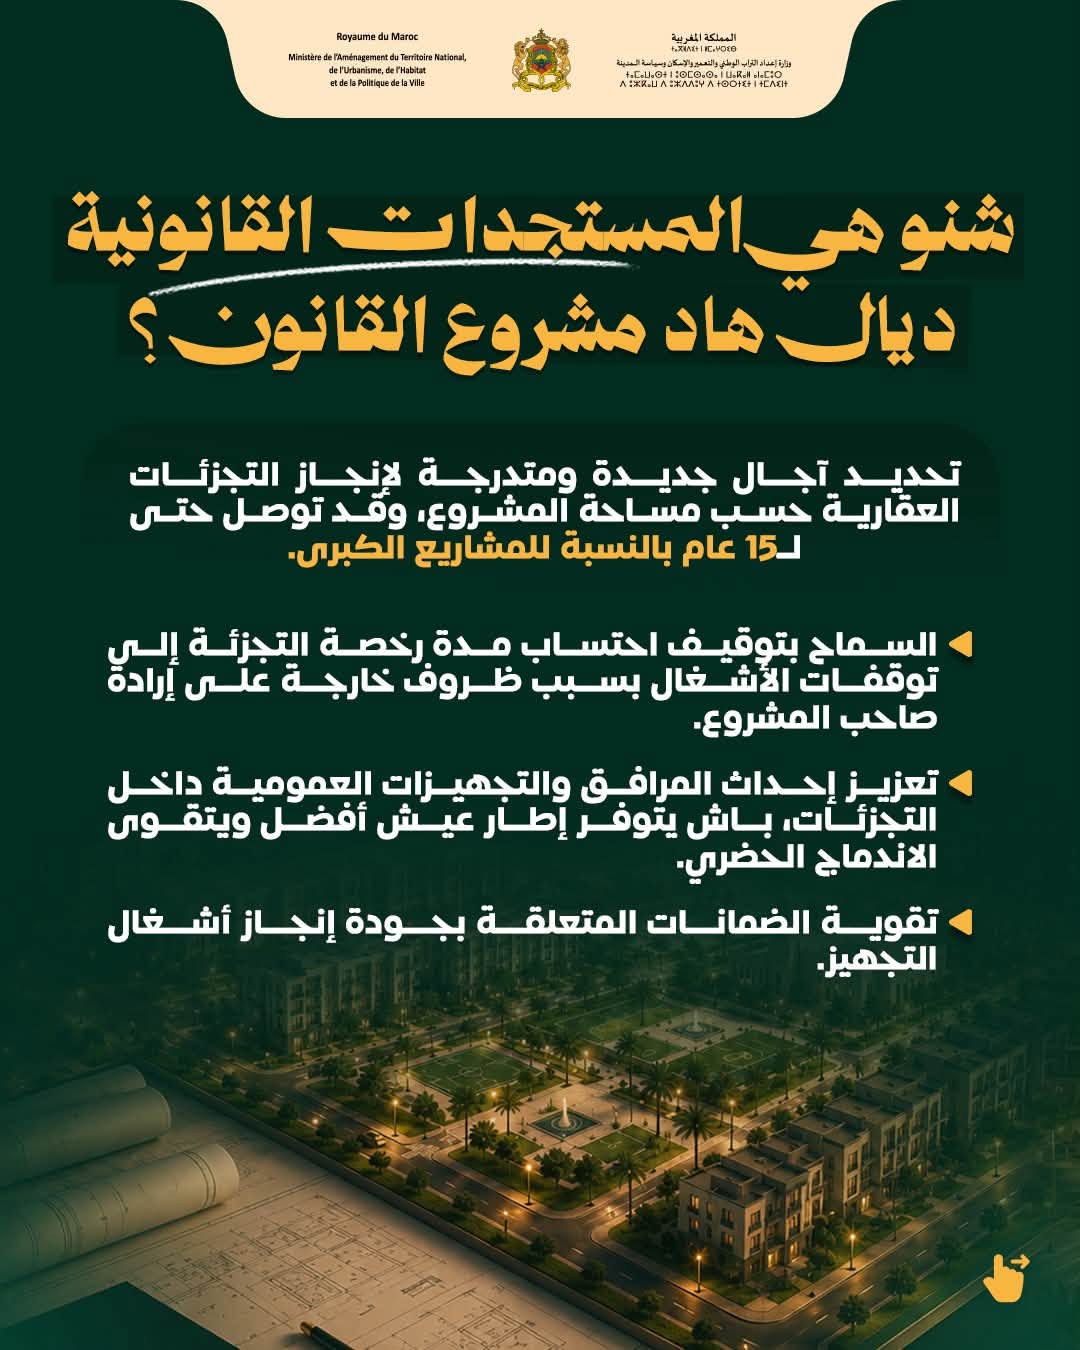 Royaume du Maroc
Ministère de l'Aménagement du Territoire National,
de l'Urbanisme, de l'Habitat
et de la Politique de la Ville
المملكة المغربية
ⵜⴰⴳⵍⴷⵉⵜ ⵏ ⵍⵎⵖⵔⵉⴱ
وزارة إعداد التراب الوطني والتعمير والإسكان وسياسة المدينة
شنو هي المستجدات القانونية
ديال هاد مشروع القانون؟
تحديد آجال جديدة ومتدرجة لإنجاز التجزئات
العقارية حسب مساحة المشروع، وقد توصل حتى
لـ15 عام بالنسبة للمشاريع الكبرى.
السماح بتوقيف احتساب مدة رخصة التجزئة إلى
توقفات الأشغال بسبب ظروف خارجة على إرادة
صاحب المشروع.
تعزيز إحداث المرافق والتجهيزات العمومية داخل
التجزئات، باش يتوفر إطار عيش أفضل ويتقوى
الاندماج الحضري.
تقوية الضمانات المتعلقة بجودة إنجاز أشغال
التجهيز.